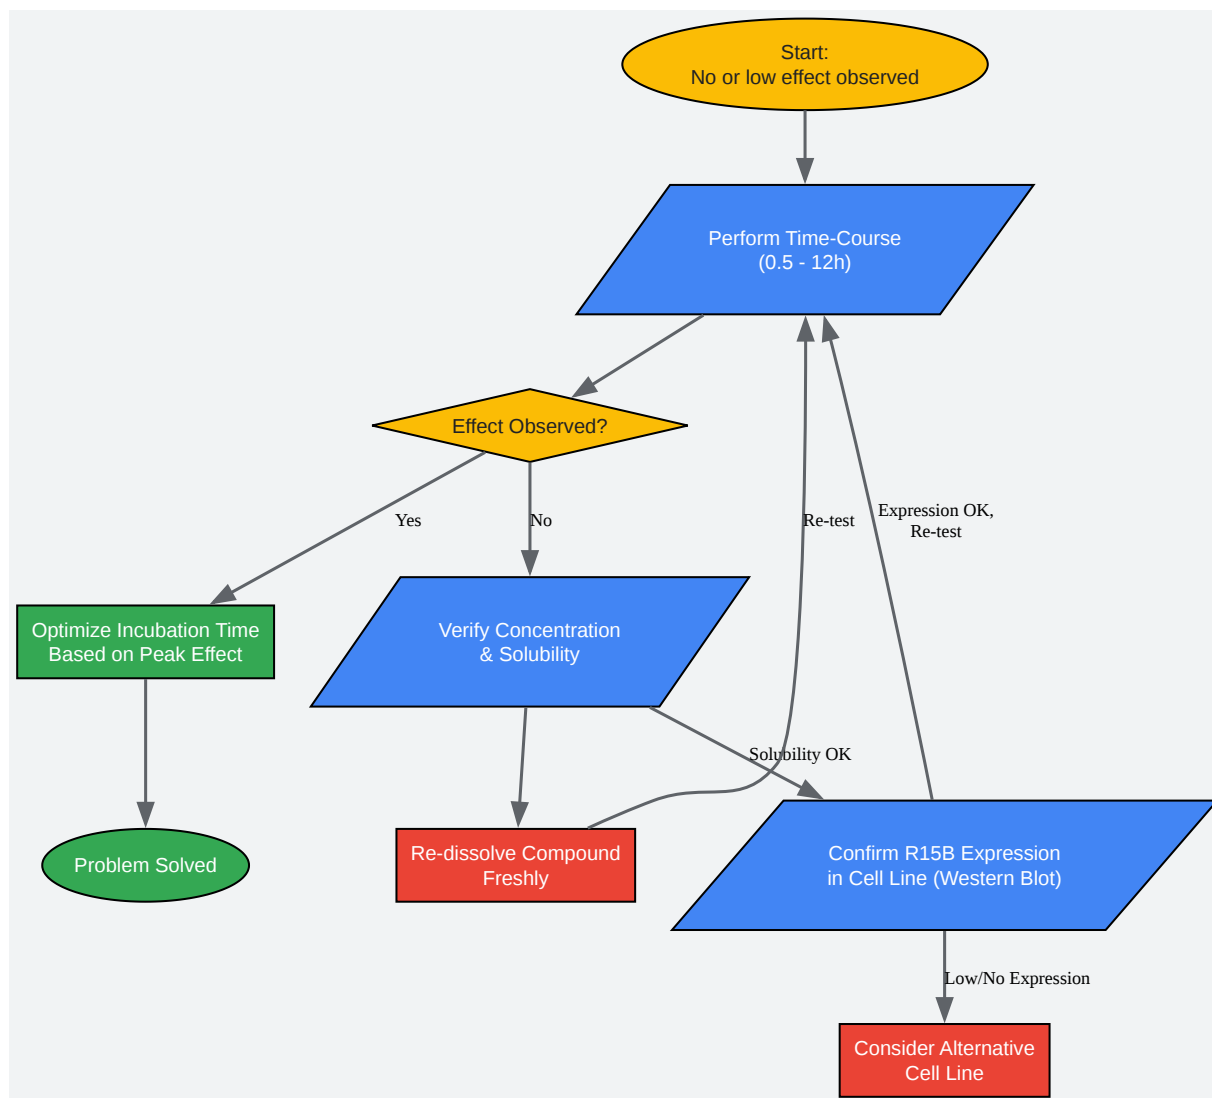 Start:
No or low effect observed
Perform Time-Course
(0.5 - 12h)
Effect Observed?
Yes
No
Re-test
Expression OK,
Re-test
Optimize Incubation Time
Based on Peak Effect
Verify Concentration
& Solubility
Solubility OK
Problem Solved
Re-dissolve Compound
Freshly
Confirm R15B Expression
in Cell Line (Western Blot)
Low/No Expression
Consider Alternative
Cell Line